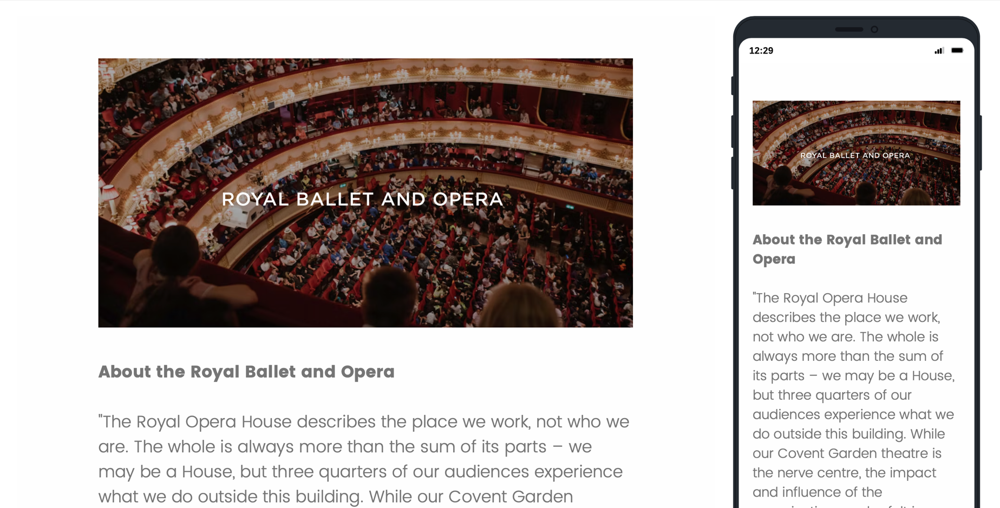 ROYAL BALLET AND OPERA
About the Royal Ballet and Opera
"The Royal Opera House describes the place we work, not who we
are. The whole is always more than the sum of its parts – we
may be a House, but three quarters of our audiences experience
what we do outside this building. While our Covent Garden
12:29
ROYAL BALLET AND OPERA
About the Royal Ballet and
Opera
"The Royal Opera House
describes the place we work,
not who we are. The whole is
always more than the sum of
its parts – we may be a House,
but three quarters of our
audiences experience what we
do outside this building. While
our Covent Garden theatre is
the nerve centre, the impact
and influence of the